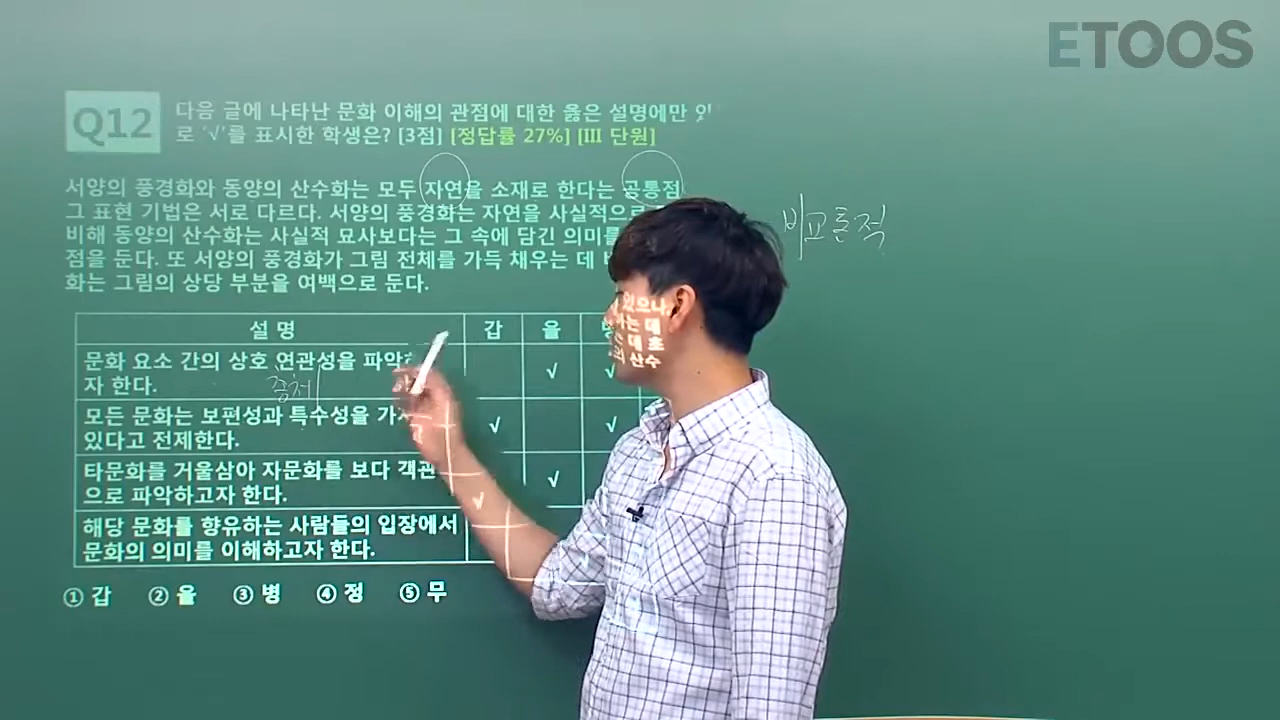 ETOOS
Q12
다음 글에 나타난 문화 이해의 관점에 대한 옳은 설명에만 있
로 '√'를 표시한 학생은? [3점] [정답률 27%] [Ⅲ 단원]
서양의 풍경화와 동양의 산수화는 모두 자연을 소재로 한다는 공통점
있으나,
그 표현 기법은 서로 다르다. 서양의 풍경화는 자연을 사실적으로
하는 데
비해 동양의 산수화는 사실적 묘사보다는 그 속에 담긴 의미를
는 데 초
점을 둔다. 또 서양의 풍경화가 그림 전체를 가득 채우는 데
산수
화는 그림의 상당 부분을 여백으로 둔다.
비교론적
설 명 갑 을
문화 요소 간의 상호 연관성을 파악 √ √
자 한다.
총체
모든 문화는 보편성과 특수성을 가 √ √
있다고 전제한다.
타문화를 거울삼아 자문화를 보다 객관 √
으로 파악하고자 한다. √
해당 문화를 향유하는 사람들의 입장에서
문화의 의미를 이해하고자 한다.
① 갑 ② 을 ③ 병 ④ 정 ⑤ 무